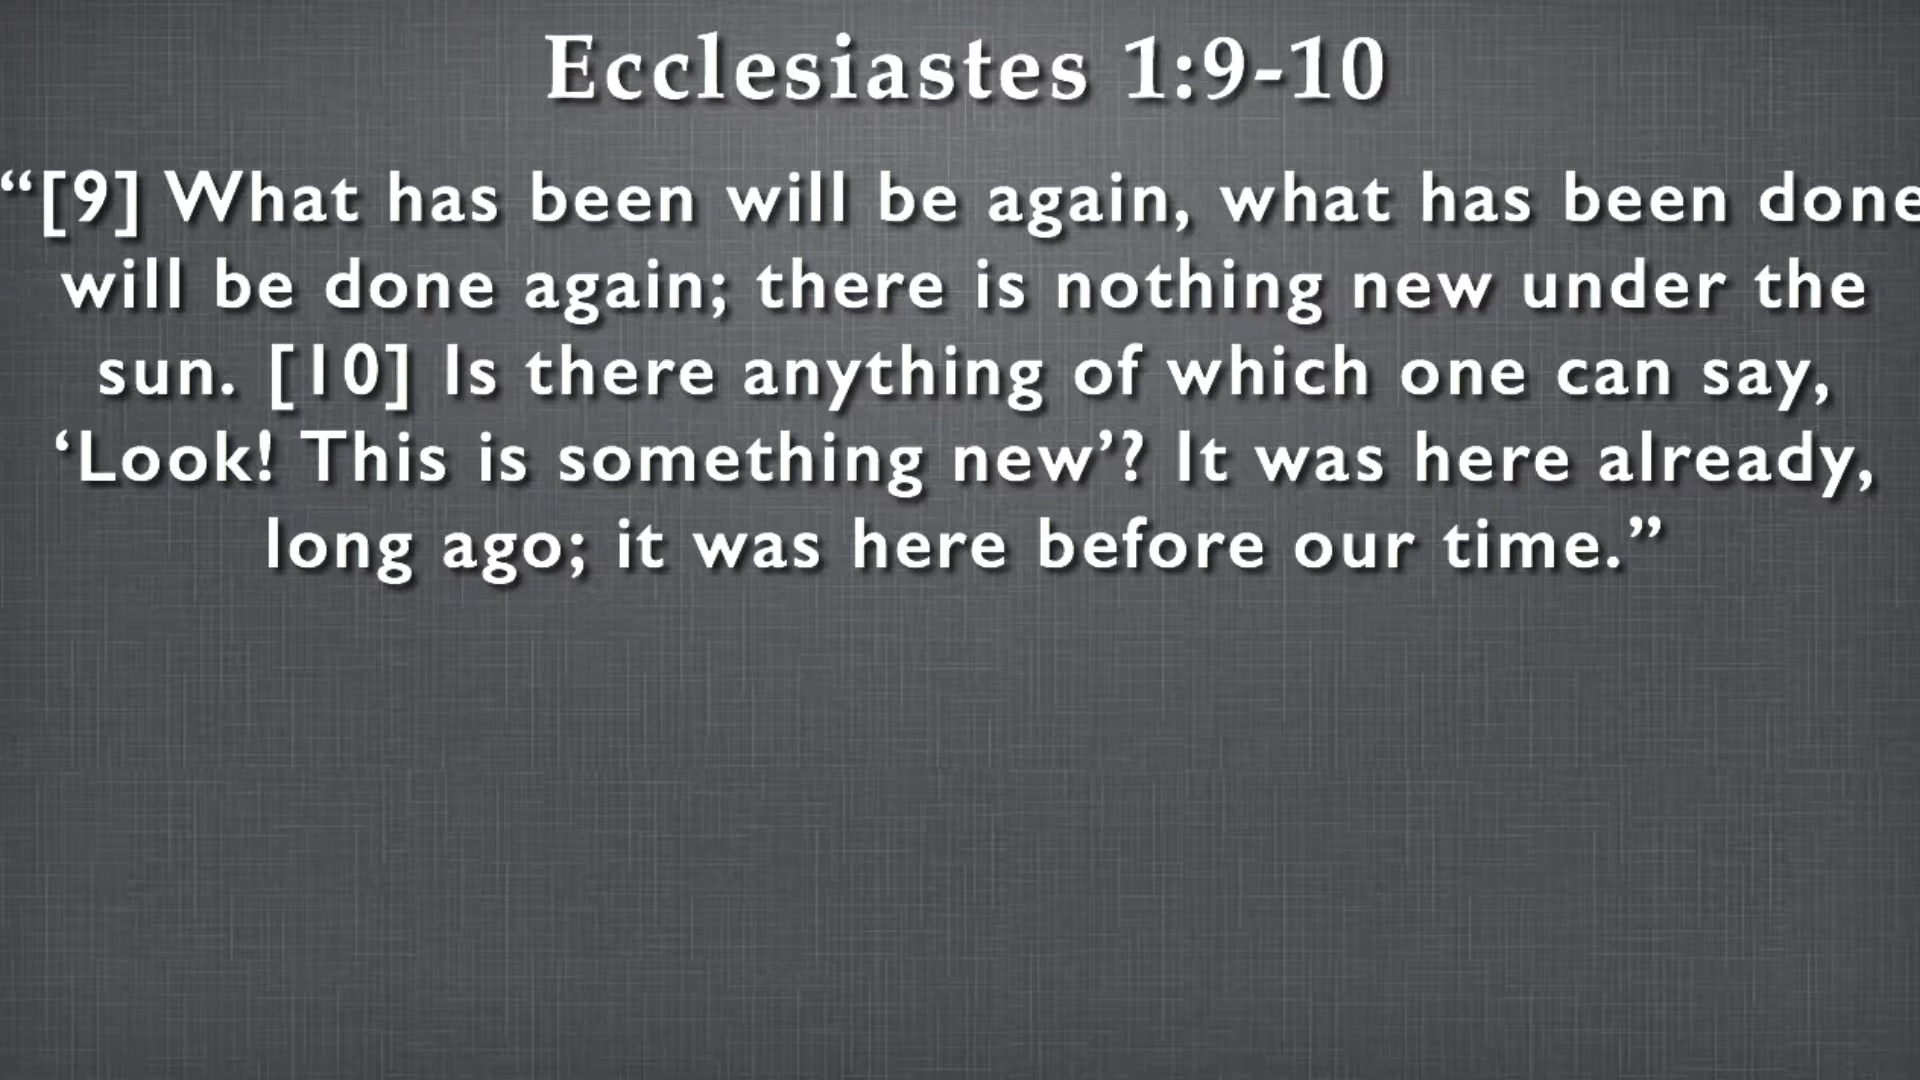 Ecclesiastes 1:9-10
“[9] What has been will be again, what has been done
will be done again; there is nothing new under the
sun. [10] Is there anything of which one can say,
‘Look! This is something new’? It was here already,
long ago; it was here before our time.”